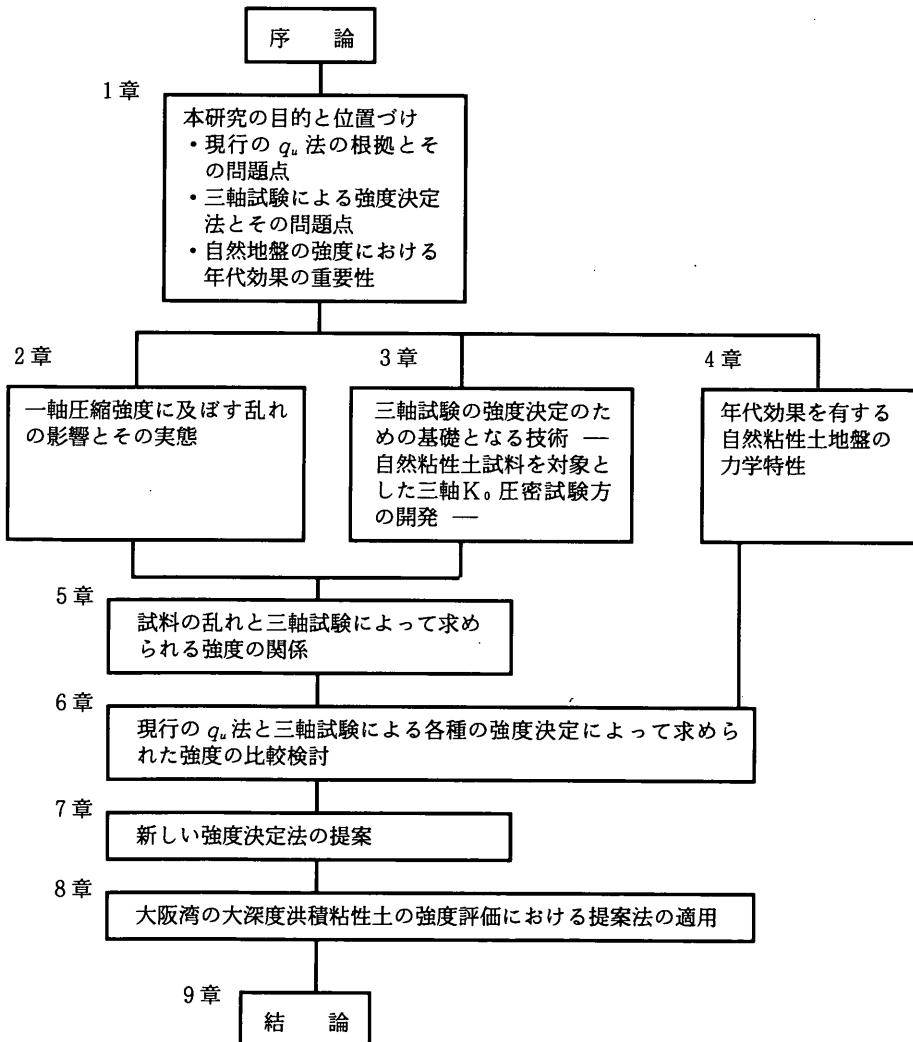 序 論
1章
本研究の目的と位置づけ
・現行の qu 法の根拠とそ
の問題点
・三軸試験による強度決定
法とその問題点
・自然地盤の強度における
年代効果の重要性
2章
一軸圧縮強度に及ぼす乱れ
の影響とその実態
3章
三軸試験の強度決定のた
めの基礎となる技術 ―
自然粘性土試料を対象と
した三軸K₀圧密試験方
の開発 ―
4章
年代効果を有する
自然粘性土地盤の
力学特性
5章
試料の乱れと三軸試験によって求め
られる強度の関係
6章
現行の qu 法と三軸試験による各種の強度決定によって求めら
れた強度の比較検討
7章
新しい強度決定法の提案
8章
大阪湾の大深度洪積粘性土の強度評価における提案法の適用
9章
結 論